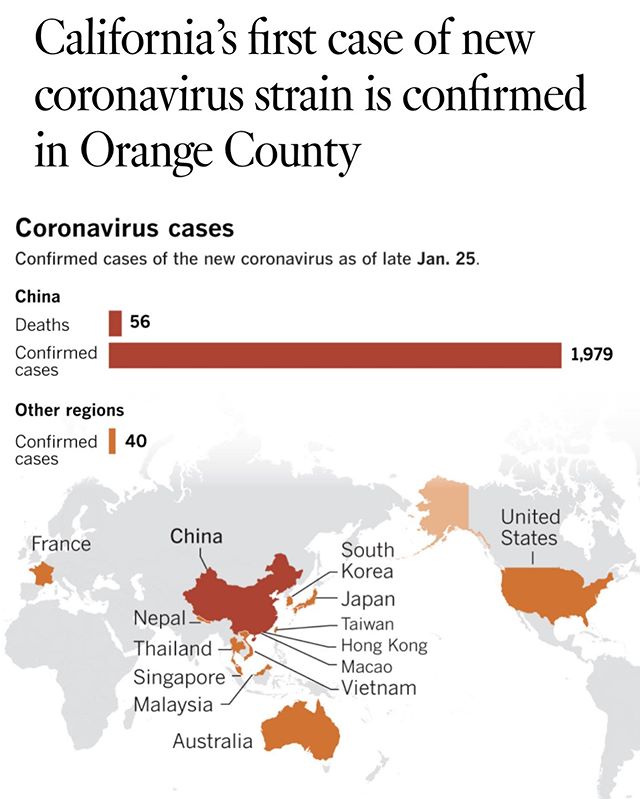 California’s first case of new
coronavirus strain is confirmed
in Orange County
Coronavirus cases
Confirmed cases of the new coronavirus as of late Jan. 25.
China
Deaths 56
Confirmed
cases 1,979
Other regions
Confirmed
cases 40
United
States
France
China
South
Korea
Japan
Nepal
Taiwan
Thailand
Hong Kong
Macao
Singapore
Vietnam
Malaysia
Australia